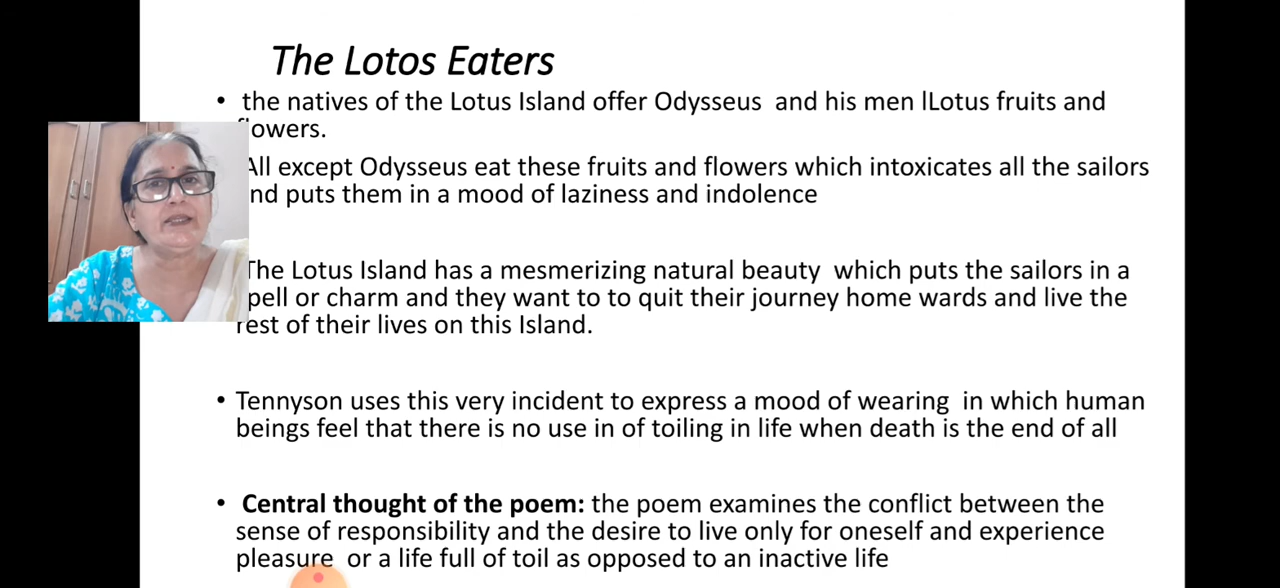 The Lotos Eaters
• the natives of the Lotus Island offer Odysseus and his men lLotus fruits and
flowers.
All except Odysseus eat these fruits and flowers which intoxicates all the sailors
and puts them in a mood of laziness and indolence
The Lotus Island has a mesmerizing natural beauty which puts the sailors in a
spell or charm and they want to to quit their journey home wards and live the
rest of their lives on this Island.
• Tennyson uses this very incident to express a mood of wearing in which human
beings feel that there is no use in of toiling in life when death is the end of all
• Central thought of the poem: the poem examines the conflict between the
sense of responsibility and the desire to live only for oneself and experience
pleasure or a life full of toil as opposed to an inactive life